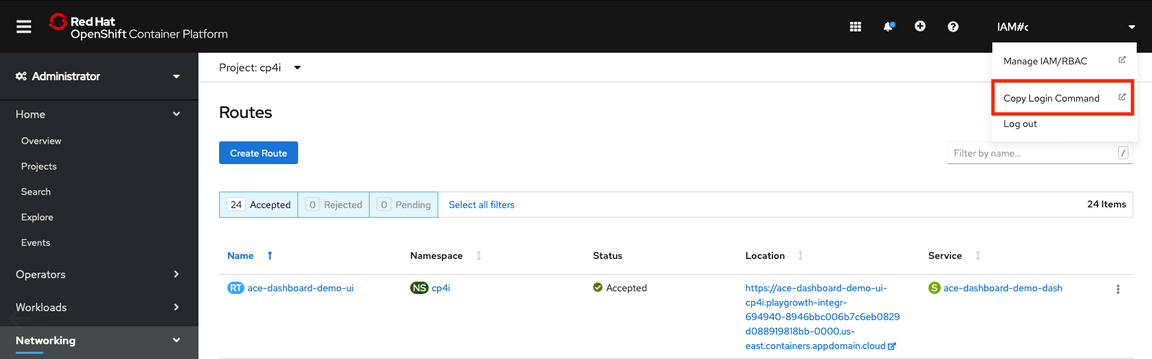 Red Hat
OpenShift Container Platform
IAM#c
Manage IAM/RBAC
Copy Login Command
Log out
Administrator
Home
Overview
Projects
Search
Explore
Events
Operators
Workloads
Networking
Project: cp4i
Routes
Create Route
Filter by name...
/
24 Accepted
0 Rejected
0 Pending
Select all filters
24 Items
Name
Namespace
Status
Location
Service
RT ace-dashboard-demo-ui
NS cp4i
Accepted
https://ace-dashboard-demo-ui-
cp4i.playgrowth-integr-
694940-8946bbc006b7c6eb0829
d088919818bb-0000.us-
east.containers.appdomain.cloud
S ace-dashboard-demo-dash